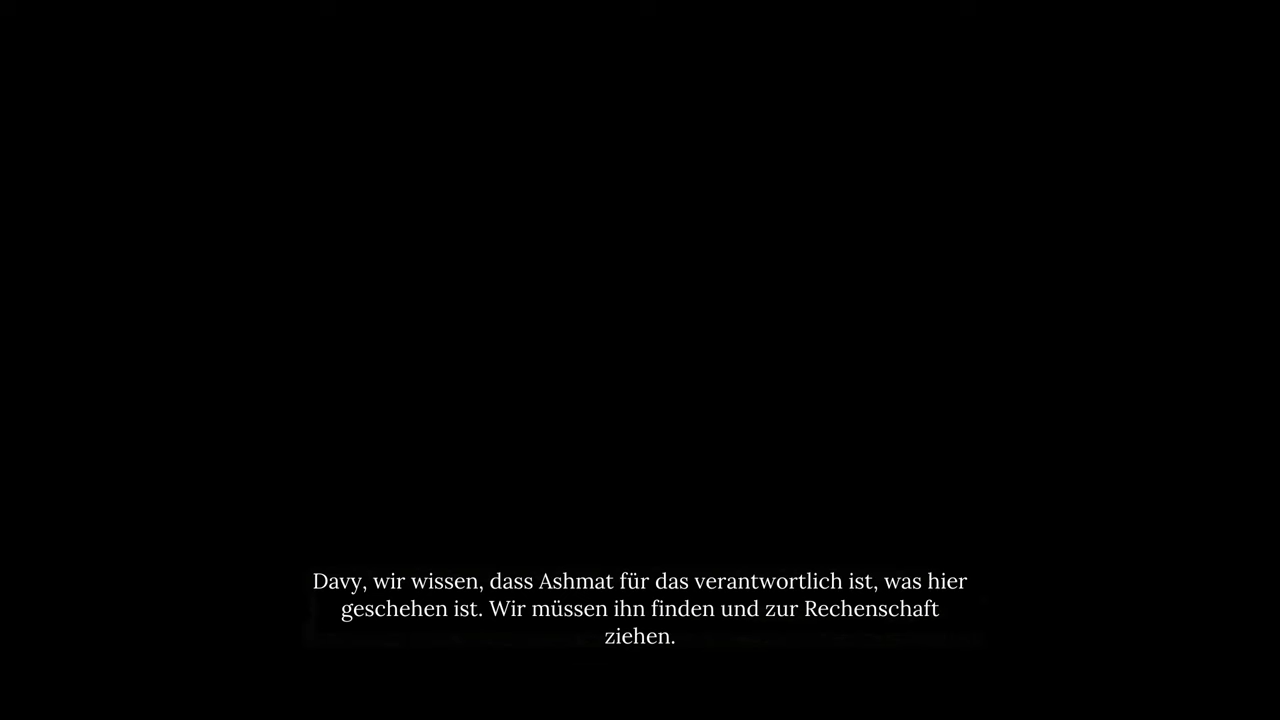 Davy, wir wissen, dass Ashmat für das verantwortlich ist, was hier
geschehen ist. Wir müssen ihn finden und zur Rechenschaft
ziehen.